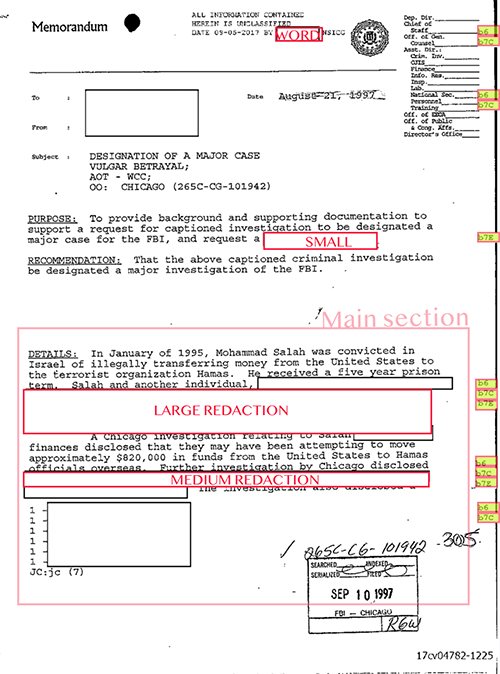 Memorandum
ALL INFORMATION CONTAINED
HEREIN IS UNCLASSIFIED
DATE 09-05-2017 BY WORD NSICG
Dep. Dir.
Chief of
Staff
Off. of Gen.
Counsel
Asst. Dir.:
Crim. Inv.
CJIS
Finance
Info. Res.
Insp.
Lab.
National Sec.
Personnel
Training
Off. of EEOA
Off. of Public
& Cong. Affs.
Director's Office
b6
b7C
b6
b7C
To :
Date August 21, 1997
From :
Subject : DESIGNATION OF A MAJOR CASE
VULGAR BETRAYAL;
AOT - WCC;
OO: CHICAGO (265C-CG-101942)
PURPOSE: To provide background and supporting documentation to
support a request for captioned investigation to be designated a
major case for the FBI, and request a SMALL
b7E
RECOMMENDATION: That the above captioned criminal investigation
be designated a major investigation of the FBI.
Main section
DETAILS: In January of 1995, Mohammad Salah was convicted in
Israel of illegally transferring money from the United States to
the terrorist organization Hamas. He received a five year prison
term. Salah and another individual,
b6
b7C
b7E
LARGE REDACTION
A Chicago investigation relating to Salah
finances disclosed that they may have been attempting to move
approximately $820,000 in funds from the United States to Hamas
officials overseas. Further investigation by Chicago disclosed
b6
b7C
b7E
MEDIUM REDACTION
The investigation also disclosed a
b6
b7C
1 -
1 -
1 -
1 -
1 -
1 -
JC:jc (7)
265C-CG-101942-305
SEARCHED INDEXED
SERIALIZED FILED
SEP 10 1997
FBI - CHICAGO
RGW
17cv04782-1225